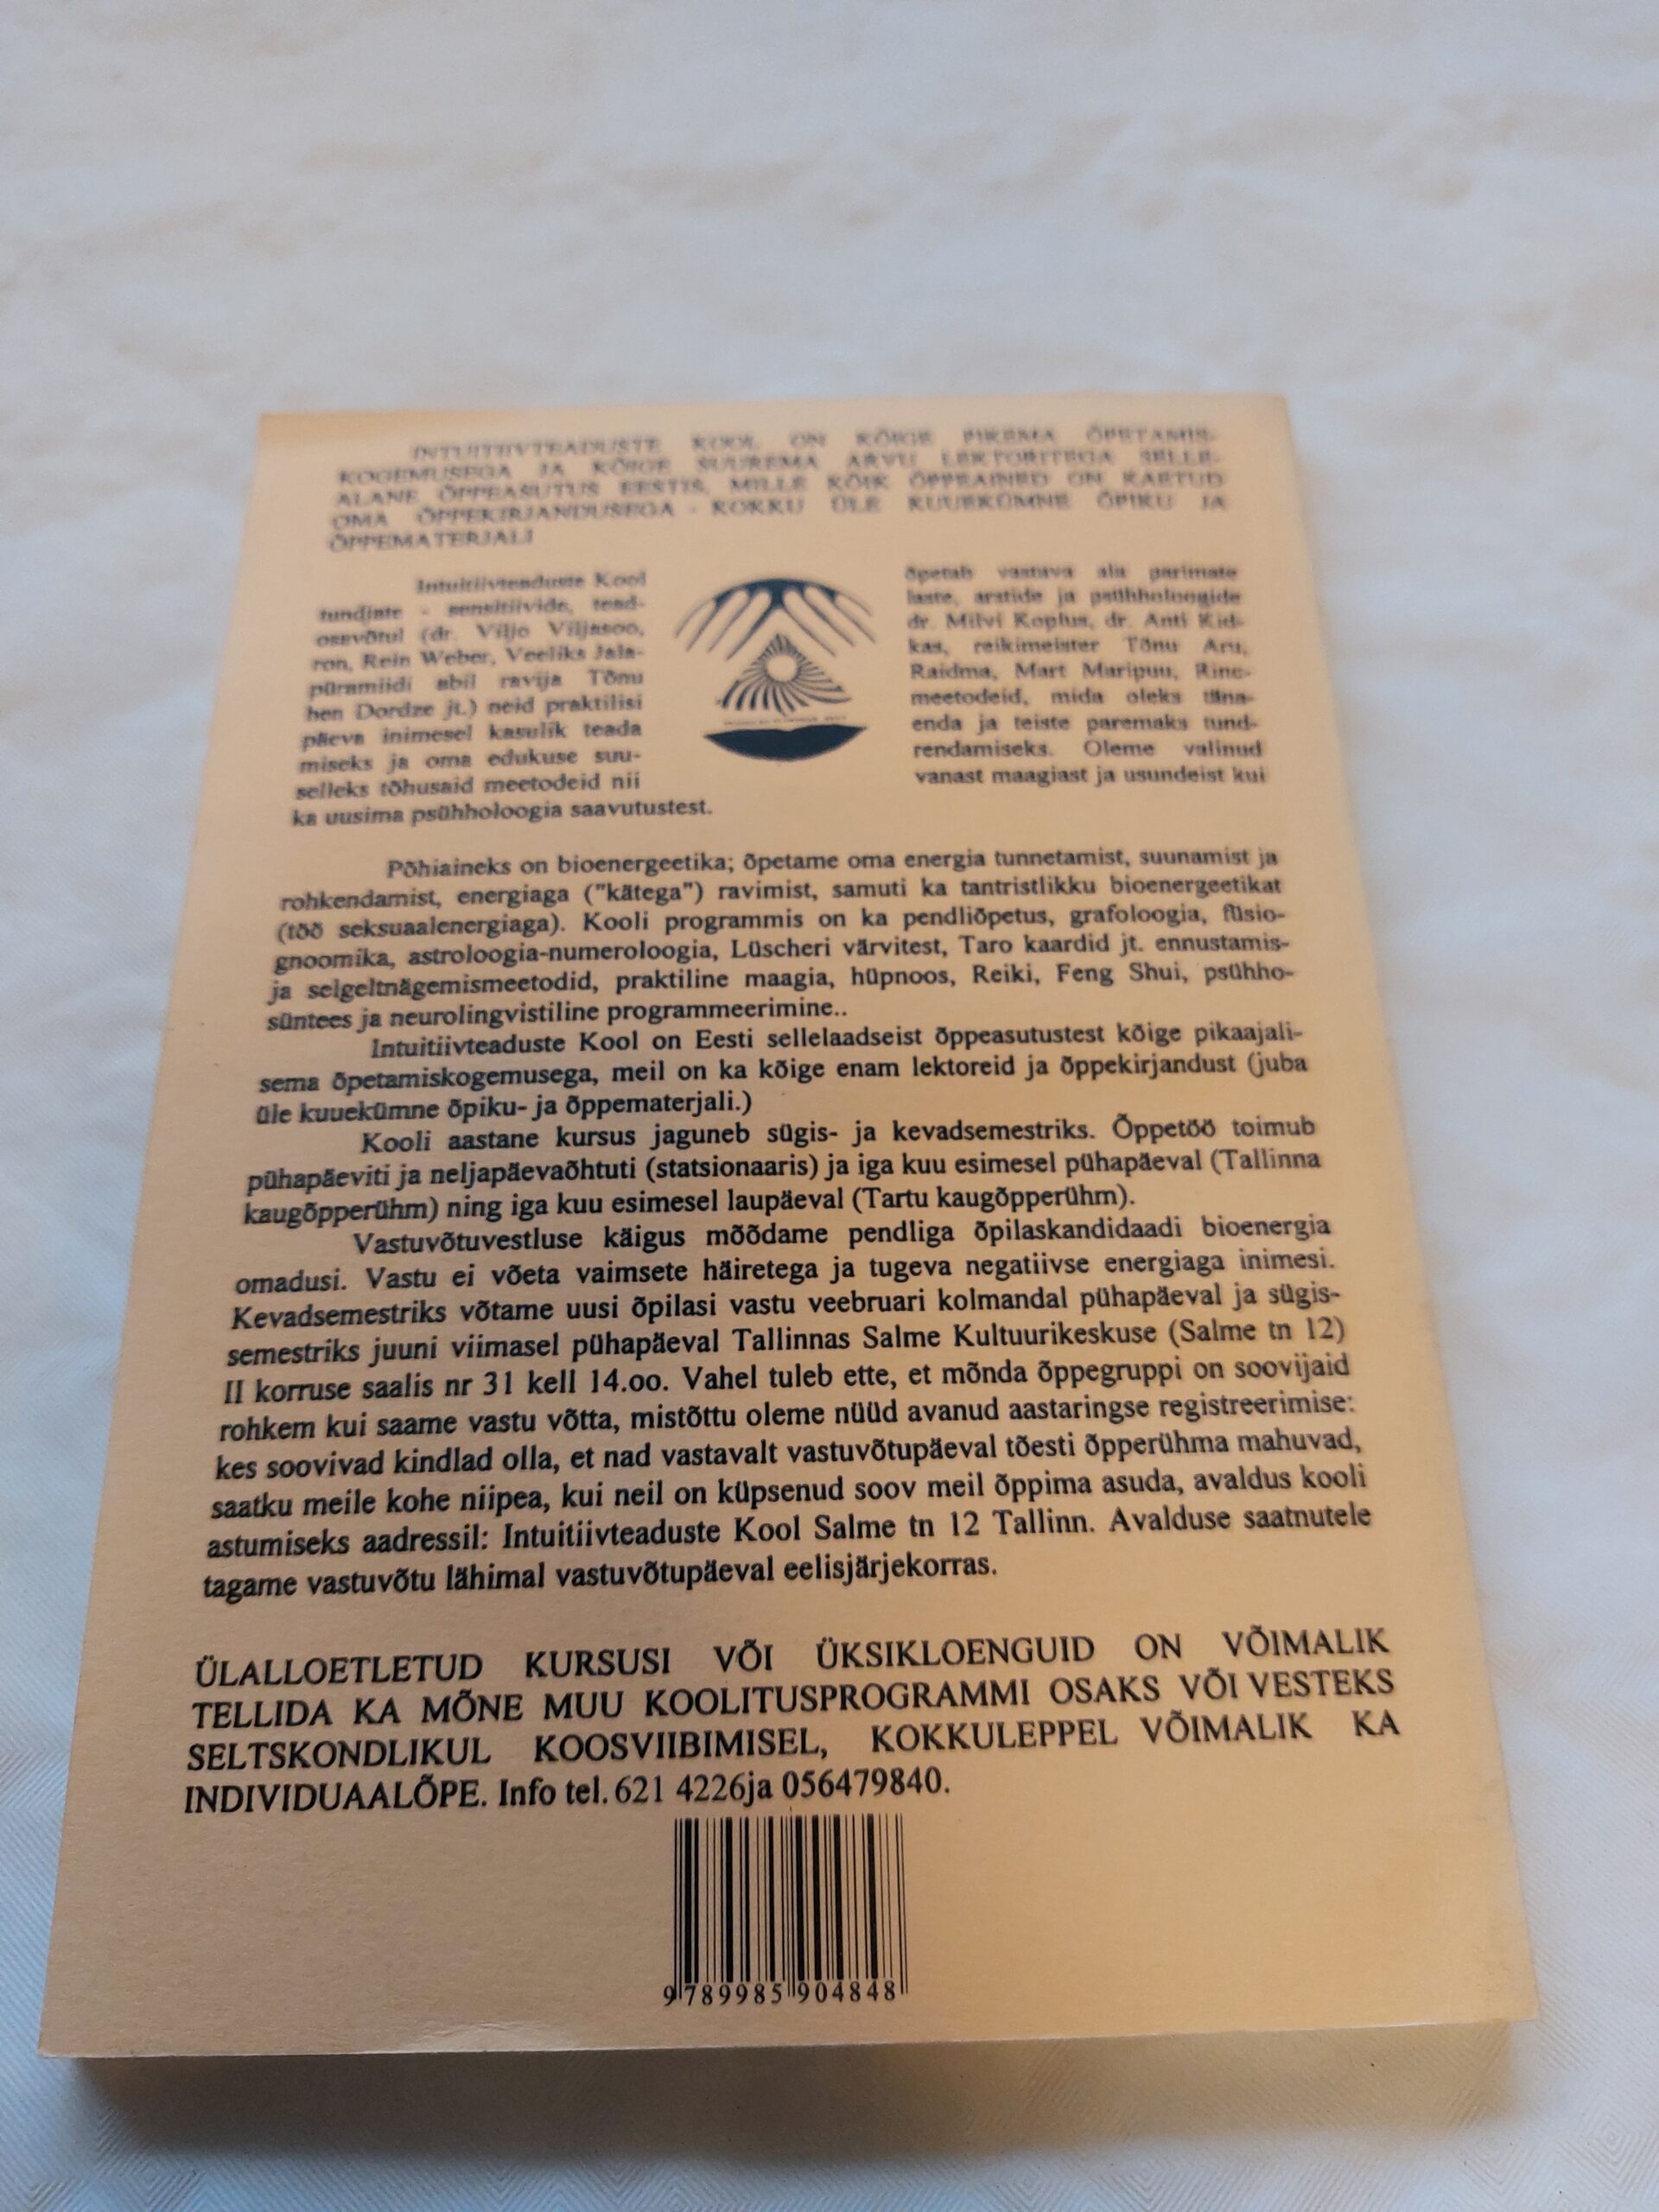 INTUITIIVTEADUSTE KOOL ON KÕIGE PIKEMA ÕPETAMIS-
KOGEMUSEGA JA KÕIGE SUUREMA ARVU LEKTORITEGA SELLE-
ALANE ÕPPEASUTUS EESTIS, MILLE KÕIK ÕPPEAINED ON KAETUD
OMA ÕPPEKIRJANDUSEGA - KOKKU ÜLE KUUEKÜMNE ÕPIKU JA
ÕPPEMATERJALI
Intuitiivteaduste Kool õpetab vastava ala parimate
tundjate - sensitiivide, tead- laste, arstide ja psühholoogide
osavõtul (dr. Viljo Viljasoo, dr. Milvi Koplus, dr. Anti Kid-
ron, Rein Weber, Veeliks Jala- kas, reikimeister Tõnu Aru,
püramiidi abil ravija Tõnu Raidma, Mart Maripuu, Rinc-
hen Dordze jt.) neid praktilisi meetodeid, mida oleks täna-
päeva inimesel kasulik teada enda ja teiste paremaks tund-
miseks ja oma edukuse suu- rendamiseks. Oleme valinud
selleks tõhusaid meetodeid nii vanast maagiast ja usundeist kui
ka uusima psühholoogia saavutustest.
Põhiaineks on bioenergeetika; õpetame oma energia tunnetamist, suunamist ja
rohkendamist, energiaga ("kätega") ravimist, samuti ka tantristlikku bioenergeetikat
(töö seksuaalenergiaga). Kooli programmis on ka pendliõpetus, grafoloogia, füsio-
gnoomika, astroloogia-numeroloogia, Lüscheri värvitest, Taro kaardid jt. ennustamis-
ja selgeltnägemismeetodid, praktiline maagia, hüpnoos, Reiki, Feng Shui, psühho-
süntees ja neurolingvistiline programmeerimine..
Intuitiivteaduste Kool on Eesti sellelaadseist õppeasutustest kõige pikaajali-
sema õpetamiskogemusega, meil on ka kõige enam lektoreid ja õppekirjandust (juba
üle kuuekümne õpiku- ja õppematerjali.)
Kooli aastane kursus jaguneb sügis- ja kevadsemestriks. Õppetöö toimub
pühapäeviti ja neljapäevaõhtuti (statsionaaris) ja iga kuu esimesel pühapäeval (Tallinna
kaugõpperühm) ning iga kuu esimesel laupäeval (Tartu kaugõpperühm).
Vastuvõtuvestluse käigus mõõdame pendliga õpilaskandidaadi bioenergia
omadusi. Vastu ei võeta vaimsete häiretega ja tugeva negatiivse energiaga inimesi.
Kevadsemestriks võtame uusi õpilasi vastu veebruari kolmandal pühapäeval ja sügis-
semestriks juuni viimasel pühapäeval Tallinnas Salme Kultuurikeskuse (Salme tn 12)
II korruse saalis nr 31 kell 14.oo. Vahel tuleb ette, et mõnda õppegruppi on soovijaid
rohkem kui saame vastu võtta, mistõttu oleme nüüd avanud aastaringse registreerimise:
kes soovivad kindlad olla, et nad vastavalt vastuvõtupäeval tõesti õpperühma mahuvad,
saatku meile kohe niipea, kui neil on küpsenud soov meil õppima asuda, avaldus kooli
astumiseks aadressil: Intuitiivteaduste Kool Salme tn 12 Tallinn. Avalduse saatnutele
tagame vastuvõtu lähimal vastuvõtupäeval eelisjärjekorras.
ÜLALLOETLETUD KURSUSI VÕI ÜKSIKLOENGUID ON VÕIMALIK
TELLIDA KA MÕNE MUU KOOLITUSPROGRAMMI OSAKS VÕI VESTEKS
SELTSKONDLIKUL KOOSVIIBIMISEL, KOKKULEPPEL VÕIMALIK KA
INDIVIDUAALÕPE. Info tel. 621 4226ja 056479840.
9 789985 904848